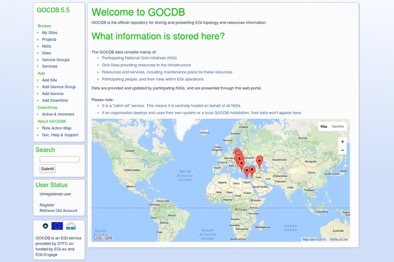 GOCDB 5.5
Browse
My Sites
Projects
NGIs
Sites
Service Groups
Services
Add
Add Site
Add Service Group
Add Service
Add Downtime
Downtimes
Active & Imminent
About GOCDB5
Role Action Map
Doc, Help & Support
Search
Submit
User Status
Unregistered user
Register
Retrieve Old Account
GOCDB is an EGI service
provided by STFC co-
funded by EGI.eu and
EGI-Engage
Welcome to GOCDB
GOCDB is the official repository for storing and presenting EGI topology and resources information.
What information is stored here?
The GOCDB data consists mainly of:
Participating National Grid Initiatives (NGI)
Grid Sites providing resources to the infrastructure
Resources and services, including maintenance plans for these resources
Participating people, and their roles within EGI operations
Data are provided and updated by participating NGIs, and are presented through this web portal.
Please note:
It is a "catch-all" service. This means it is centrally hosted on behalf of all NGIs.
If an organisation deploys and uses their own system or a local GOCDB installation, their data won't appear here.
Map
Satellite
Google
Terms of Use